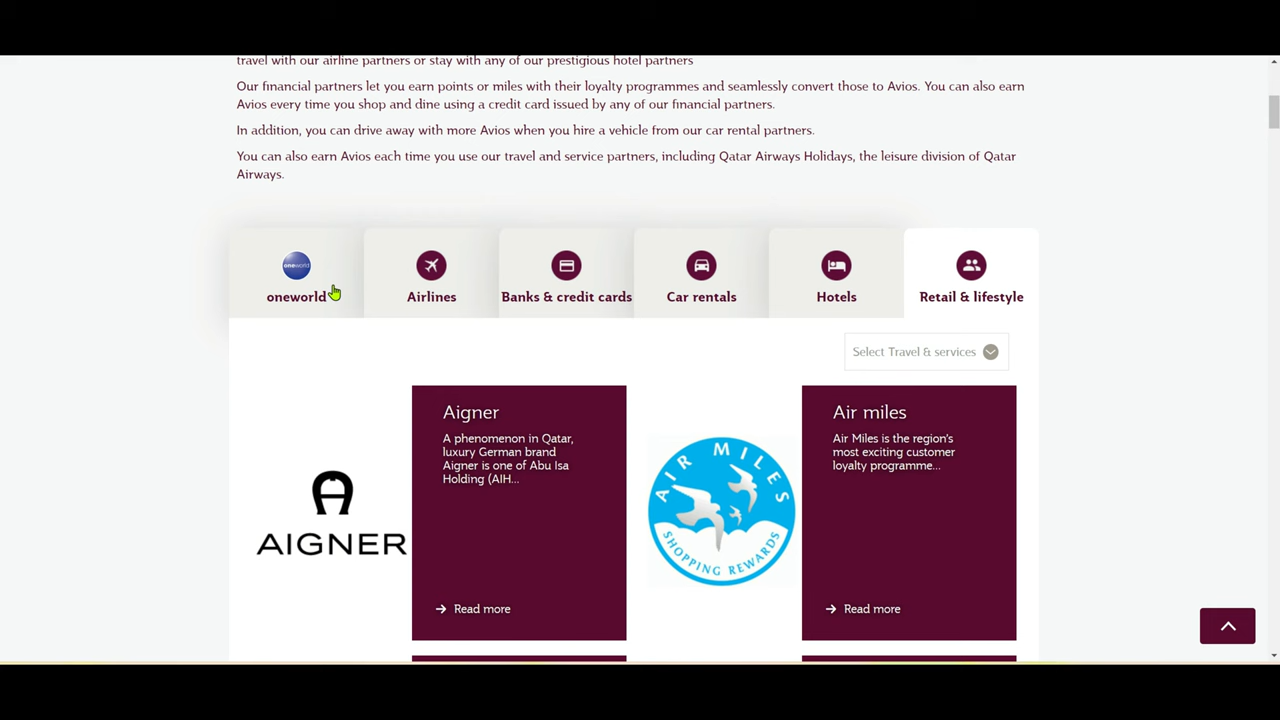 travel with our airline partners or stay with any of our prestigious hotel partners
Our financial partners let you earn points or miles with their loyalty programmes and seamlessly convert those to Avios. You can also earn
Avios every time you shop and dine using a credit card issued by any of our financial partners.
In addition, you can drive away with more Avios when you hire a vehicle from our car rental partners.
You can also earn Avios each time you use our travel and service partners, including Qatar Airways Holidays, the leisure division of Qatar
Airways.
oneworld
oneworld
Airlines
Banks & credit cards
Car rentals
Hotels
Retail & lifestyle
Select Travel & services
AIGNER
Aigner
A phenomenon in Qatar,
luxury German brand
Aigner is one of Abu Isa
Holding (AIH...
Read more
AIR MILES
SHOPPING REWARDS
Air miles
Air Miles is the region's
most exciting customer
loyalty programme...
Read more